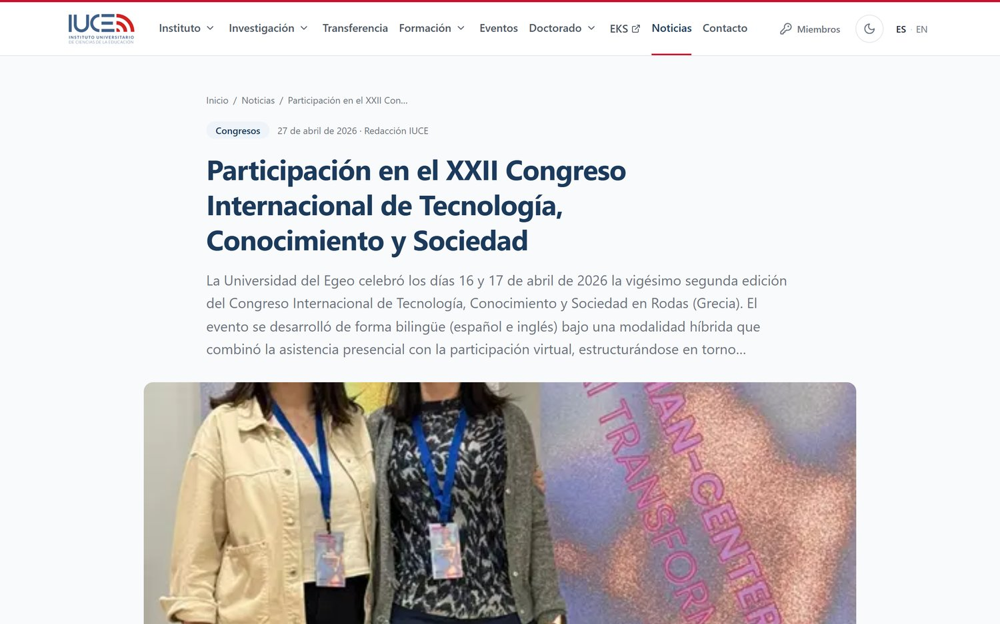 IUCE
INSTITUTO UNIVERSITARIO
DE CIENCIAS DE LA EDUCACIÓN
Instituto
Investigación
Transferencia
Formación
Eventos
Doctorado
EKS
Noticias
Contacto
Miembros
ES · EN
Inicio / Noticias / Participación en el XXII Con...
Congresos
27 de abril de 2026 · Redacción IUCE
Participación en el XXII Congreso
Internacional de Tecnología,
Conocimiento y Sociedad
La Universidad del Egeo celebró los días 16 y 17 de abril de 2026 la vigésimo segunda edición
del Congreso Internacional de Tecnología, Conocimiento y Sociedad en Rodas (Grecia). El
evento se desarrolló de forma bilingüe (español e inglés) bajo una modalidad híbrida que
combinó la asistencia presencial con la participación virtual, estructurándose en torno...
AN-CENTER
AI TRANSFORM